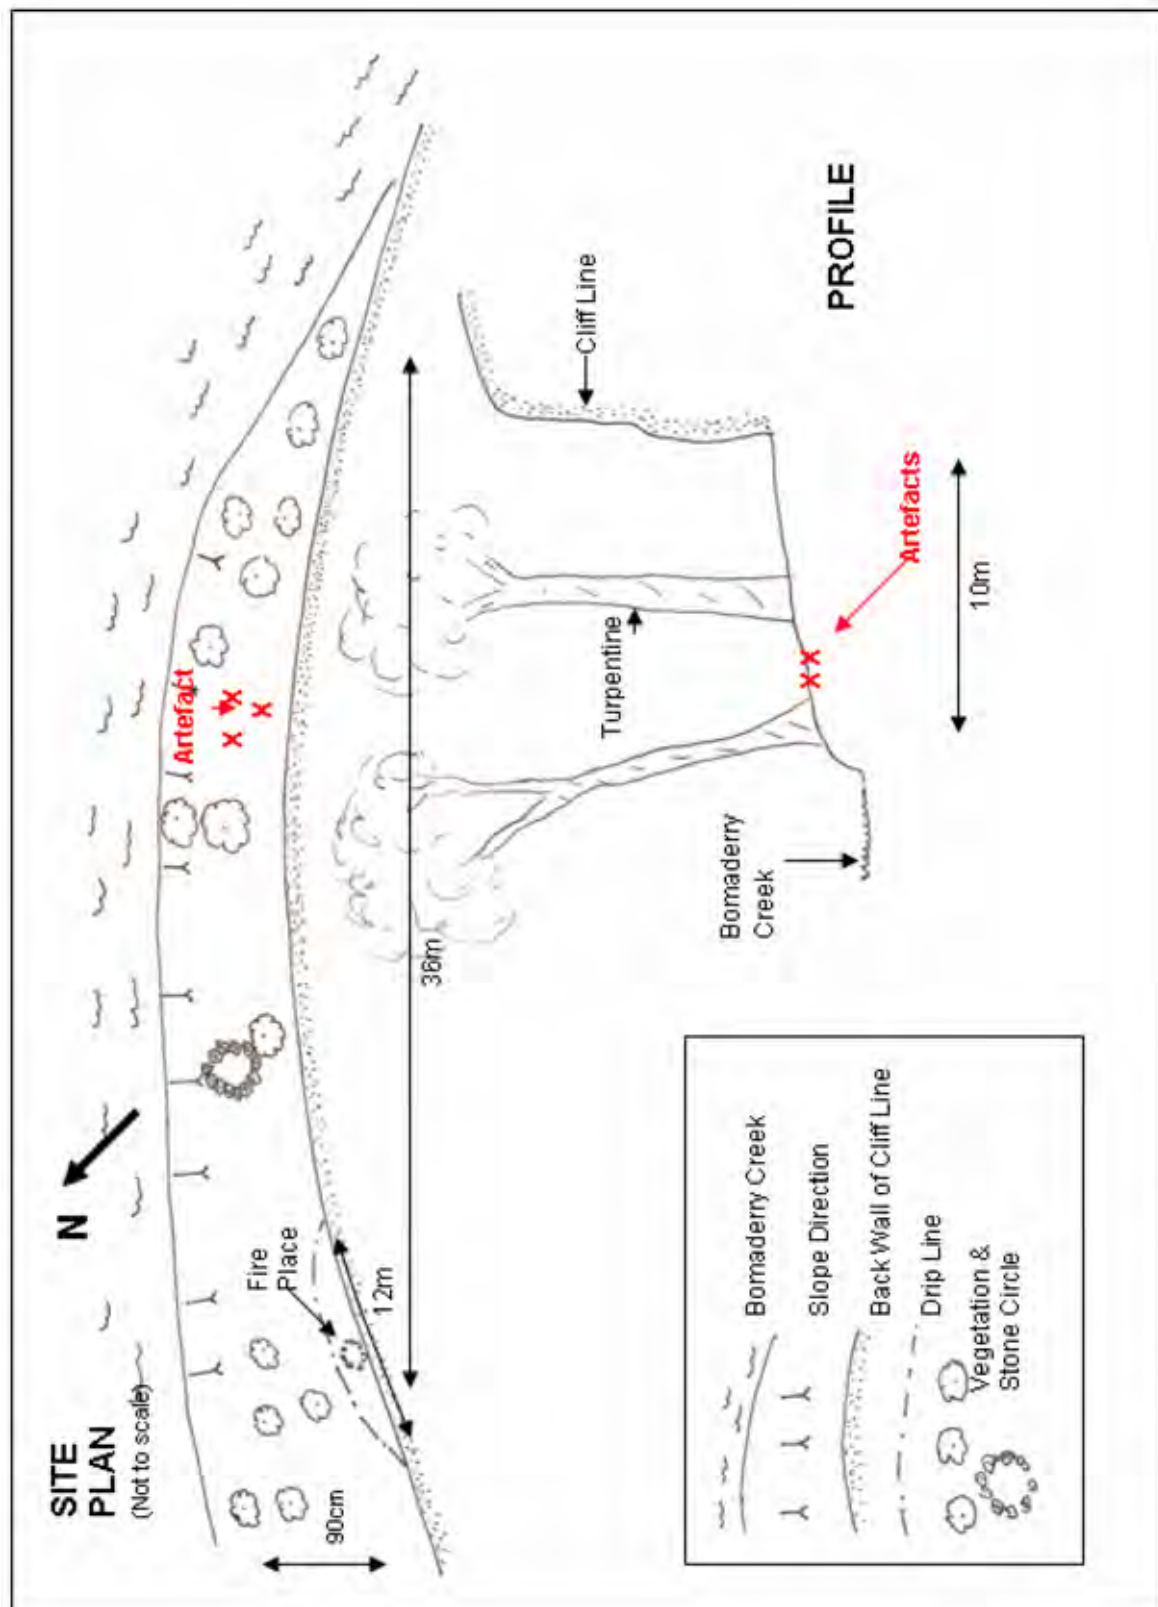 SITE
PLAN
(Not to scale)
N
Artefact
Fire
Place
12m
90cm
36m
PROFILE
Cliff Line
Turpentine
Artefacts
Bomaderry
Creek
10m
Bomaderry Creek
Slope Direction
Back Wall of Cliff Line
Drip Line
Vegetation &
Stone Circle